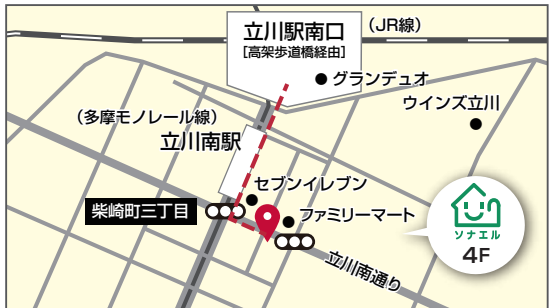 立川駅南口
[高架歩道橋経由]
(JR線)
グランデュオ
ウインズ立川
(多摩モノレール線)
立川南駅
セブンイレブン
柴崎町三丁目
ファミリーマート
ソナエル
4F
立川南通り